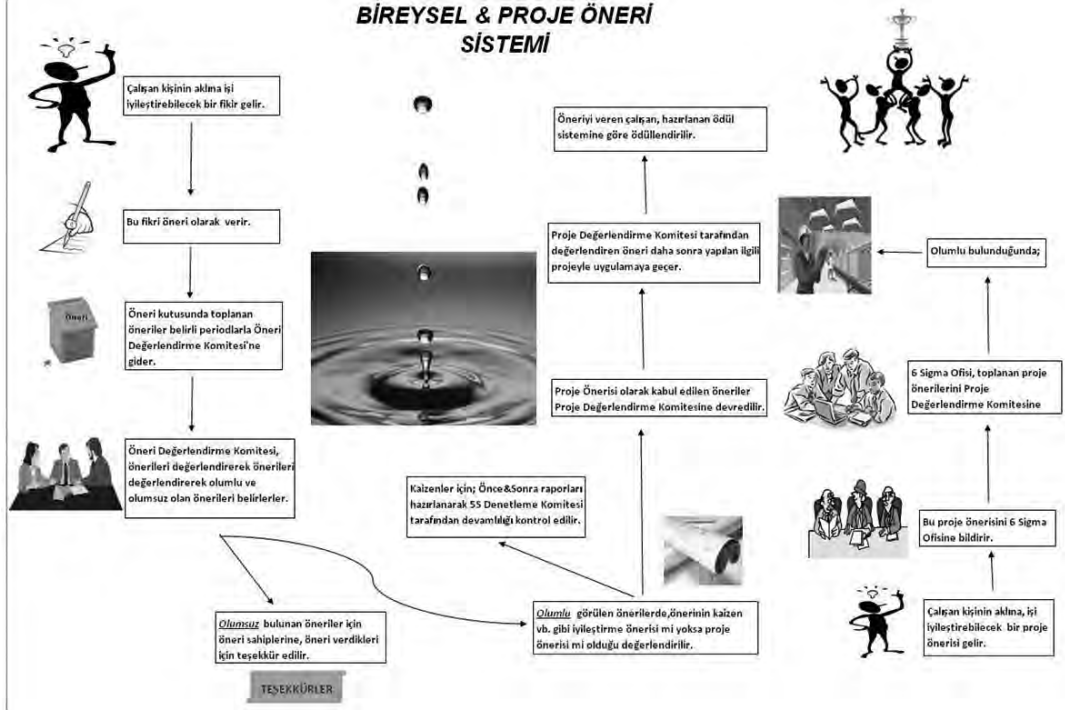 BİREYSEL & PROJE ÖNERİ
SİSTEMİ
Çalışan kişinin aklına işi
iyileştirebilecek bir fikir gelir.
Bu fikri öneri olarak verir.
Öneri
Öneri kutusunda toplanan
öneriler belirli periodlarla Öneri
Değerlendirme Komitesi'ne
gider.
Öneri Değerlendirme Komitesi,
önerileri değerlendirerek önerileri
değerlendirerek olumlu ve
olumsuz olan önerileri belirlerler.
Olumsuz bulunan öneriler için
öneri sahiplerine, öneri verdikleri
için teşekkür edilir.
TEŞEKKÜRLER
Olumlu görülen önerilerde,önerinin kaizen
vb. gibi iyileştirme önerisi mi yoksa proje
önerisi mi olduğu değerlendirilir.
Kaizenler için; Önce&Sonra raporları
hazırlanarak 5S Denetleme Komitesi
tarafından devamlılığı kontrol edilir.
Proje Önerisi olarak kabul edilen öneriler
Proje Değerlendirme Komitesine devredilir.
Proje Değerlendirme Komitesi tarafından
değerlendiren öneri daha sonra yapılan ilgili
projeyle uygulamaya geçer.
Öneriyi veren çalışan, hazırlanan ödül
sistemine göre ödüllendirilir.
Çalışan kişinin aklına, işi
iyileştirebilecek bir proje
önerisi gelir.
Bu proje önerisini 6 Sigma
Ofisine bildirir.
6 Sigma Ofisi, toplanan proje
önerilerini Proje
Değerlendirme Komitesine
Olumlu bulunduğunda;